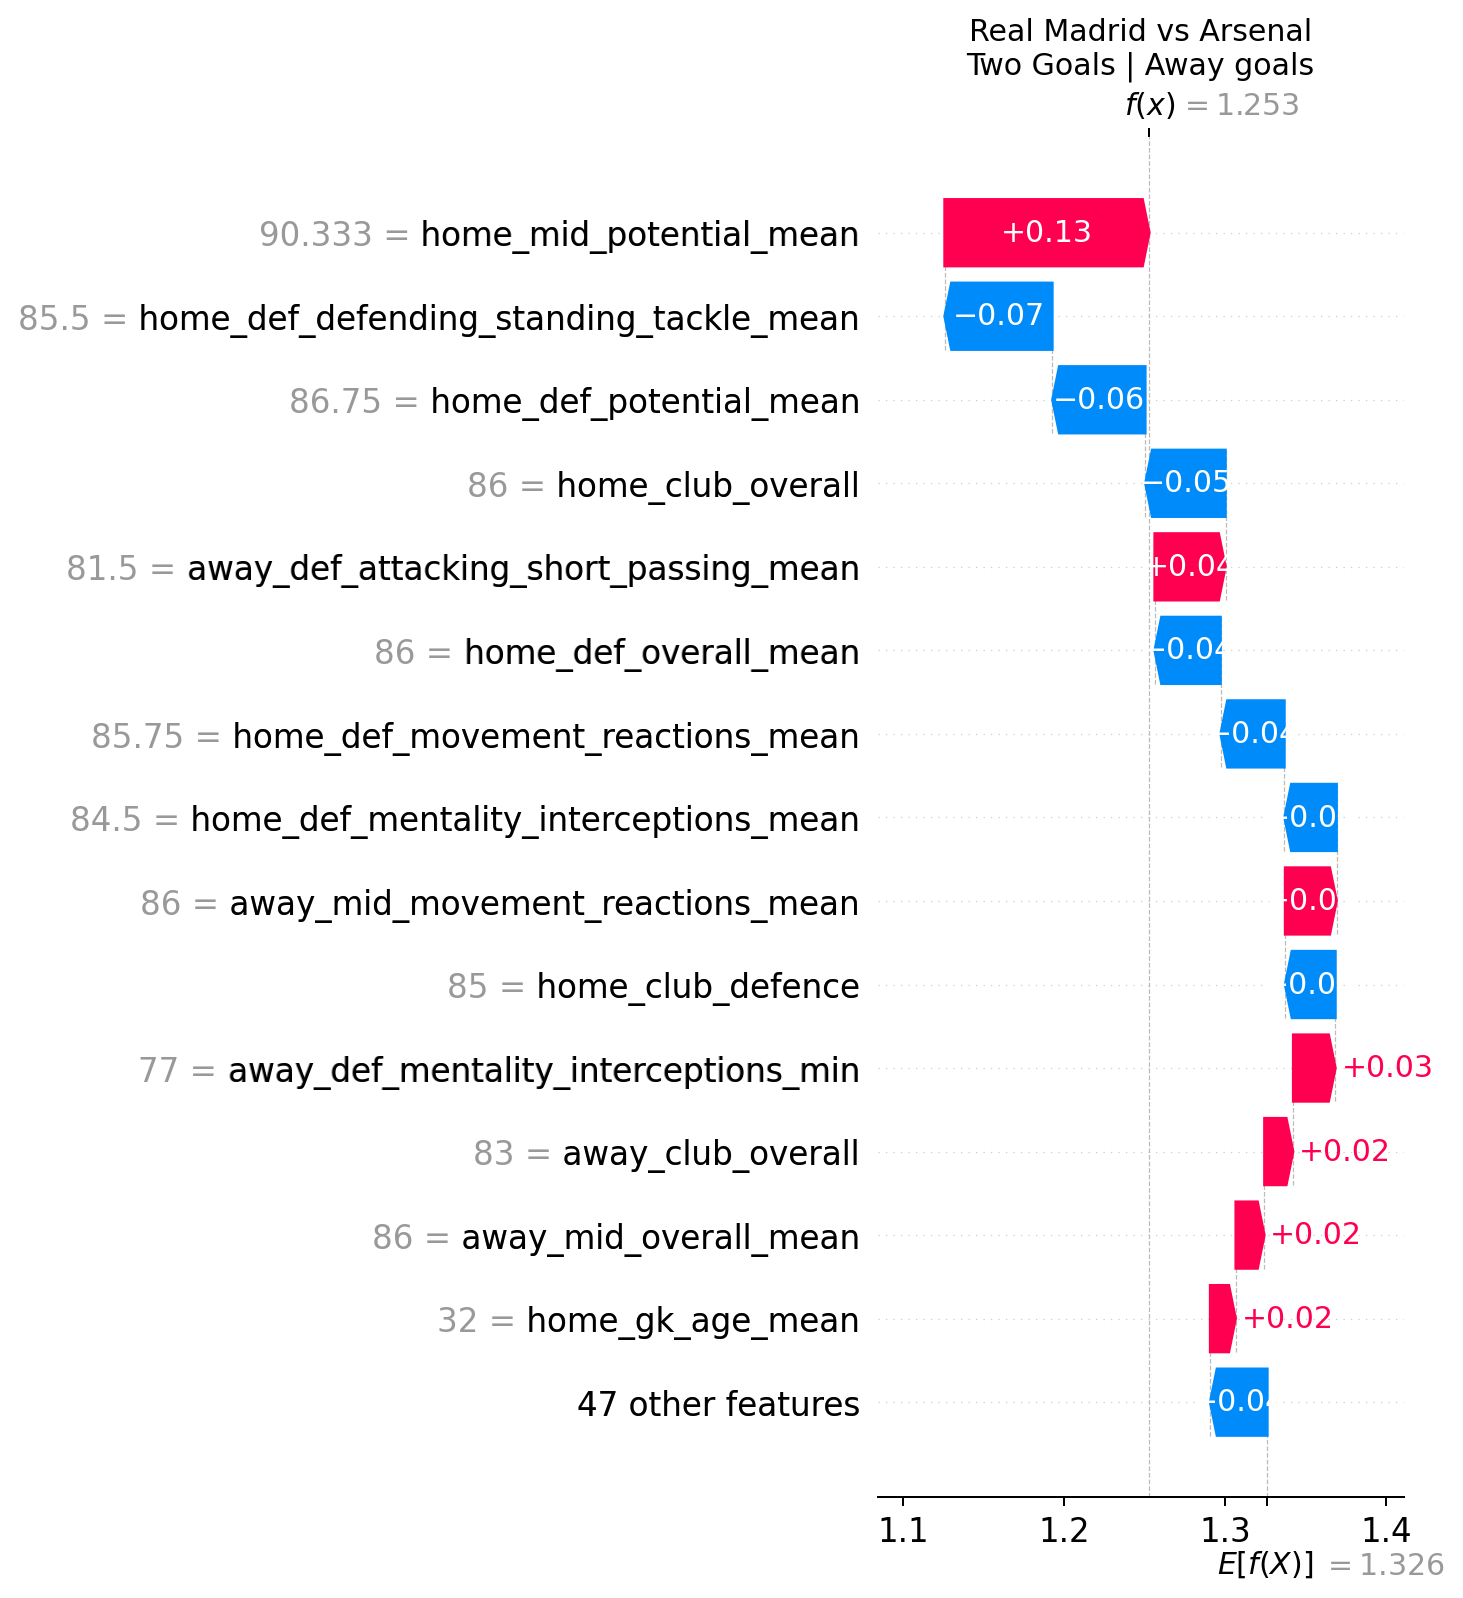 Real Madrid vs Arsenal
Two Goals | Away goals
f(x) = 1.253
90.333 = home_mid_potential_mean +0.13
85.5 = home_def_defending_standing_tackle_mean −0.07
86.75 = home_def_potential_mean −0.06
86 = home_club_overall −0.05
81.5 = away_def_attacking_short_passing_mean +0.04
86 = home_def_overall_mean −0.04
85.75 = home_def_movement_reactions_mean −0.04
84.5 = home_def_mentality_interceptions_mean
86 = away_mid_movement_reactions_mean
85 = home_club_defence
77 = away_def_mentality_interceptions_min +0.03
83 = away_club_overall +0.02
86 = away_mid_overall_mean +0.02
32 = home_gk_age_mean +0.02
47 other features −0.04
1.1 1.2 1.3 1.4
E[f(X)] = 1.326